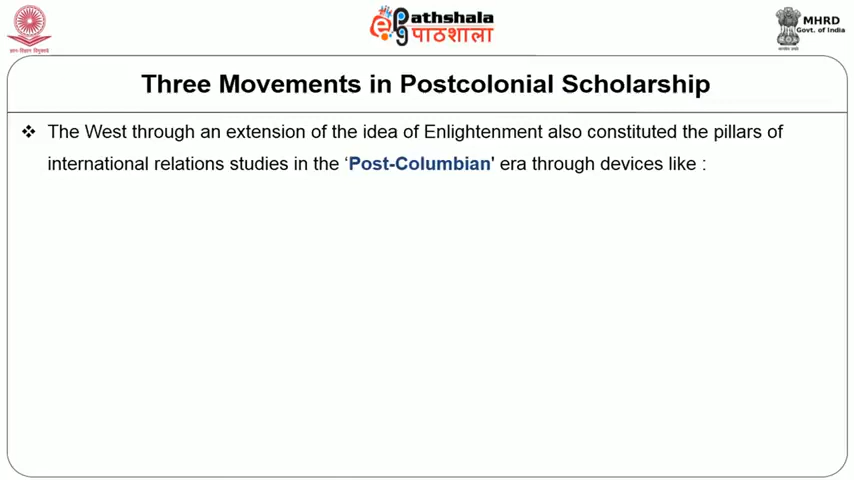 ePathshala
पाठशाला
MHRD
Govt. of India
Three Movements in Postcolonial Scholarship
❖ The West through an extension of the idea of Enlightenment also constituted the pillars of
international relations studies in the ‘Post-Columbian' era through devices like :